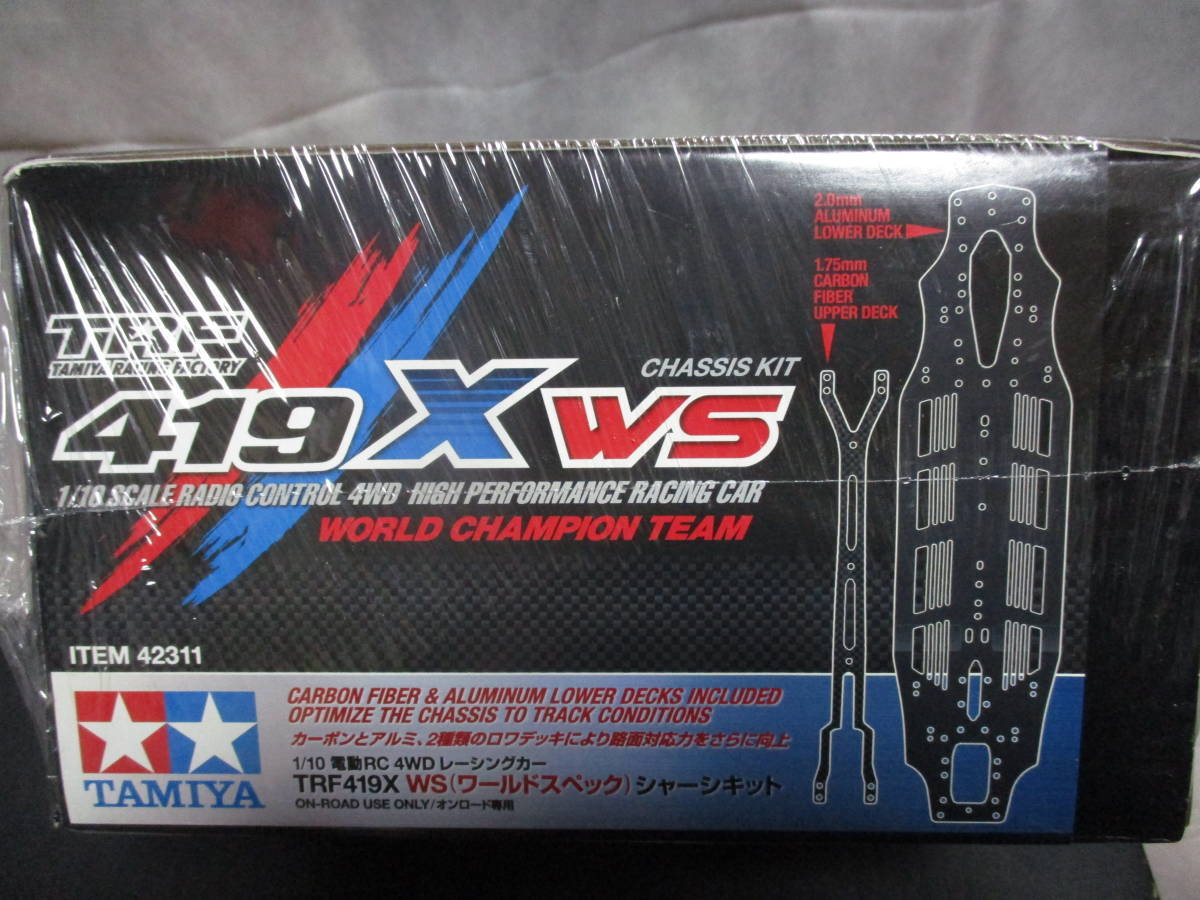 TRF
TAMIYA RACING FACTORY
CHASSIS KIT
419X WS
1/10 SCALE RADIO CONTROL 4WD HIGH PERFORMANCE RACING CAR
WORLD CHAMPION TEAM
2.0mm
ALUMINUM
LOWER DECK
1.75mm
CARBON
FIBER
UPPER DECK
ITEM 42311
TAMIYA
CARBON FIBER & ALUMINUM LOWER DECKS INCLUDED
OPTIMIZE THE CHASSIS TO TRACK CONDITIONS
カーボンとアルミ、2種類のロワデッキにより路面対応力をさらに向上
1/10 電動RC 4WD レーシングカー
TRF419X WS(ワールドスペック) シャーシキット
ON-ROAD USE ONLY/オンロード専用